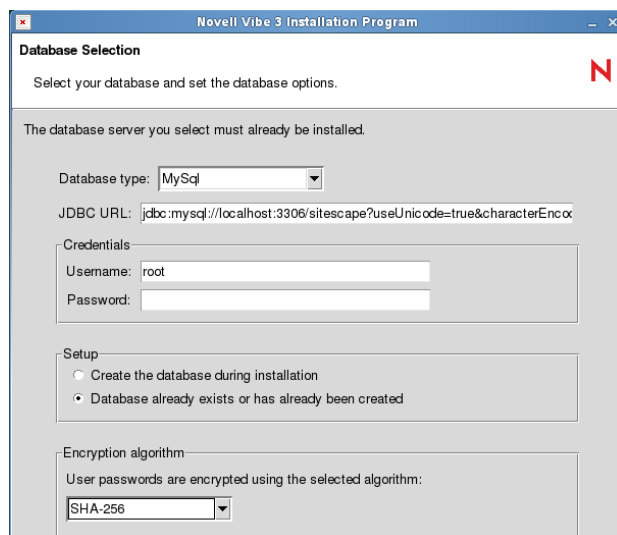 Novell Vibe 3 Installation Program
Database Selection
Select your database and set the database options.
N
The database server you select must already be installed.
Database type: MySql
JDBC URL: jdbc:mysql://localhost:3306/sitescape?useUnicode=true&characterEncod
Credentials
Username: root
Password:
Setup
Create the database during installation
Database already exists or has already been created
Encryption algorithm
User passwords are encrypted using the selected algorithm:
SHA-256